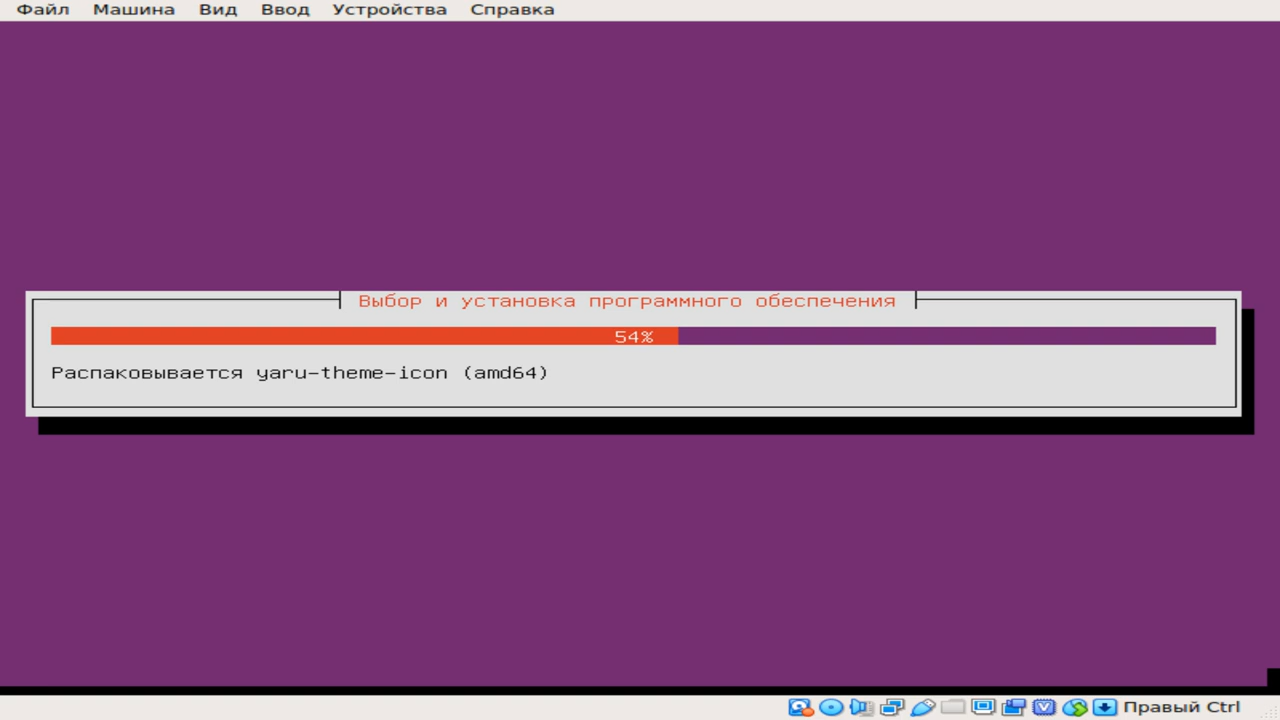 Файл Машина Вид Ввод Устройства Справка
Выбор и установка программного обеспечения
54%
Распаковывается yaru-theme-icon (amd64)
Правый Ctrl